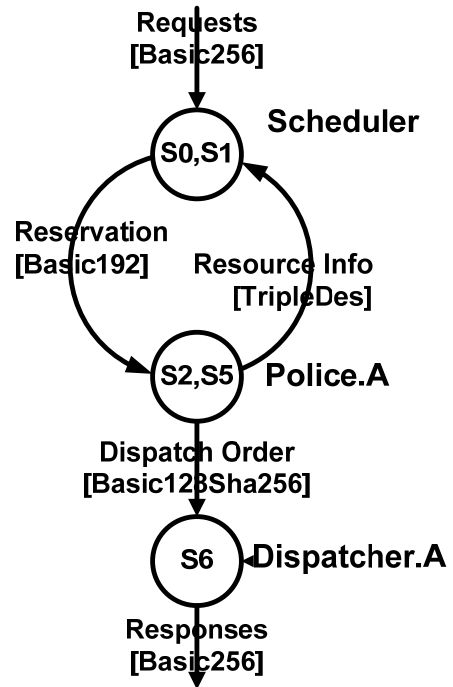 Requests
[Basic256]
Scheduler
S0,S1
Reservation
[Basic192]
Resource Info
[TripleDes]
S2,S5
Police.A
Dispatch Order
[Basic128Sha256]
S6
Dispatcher.A
Responses
[Basic256]